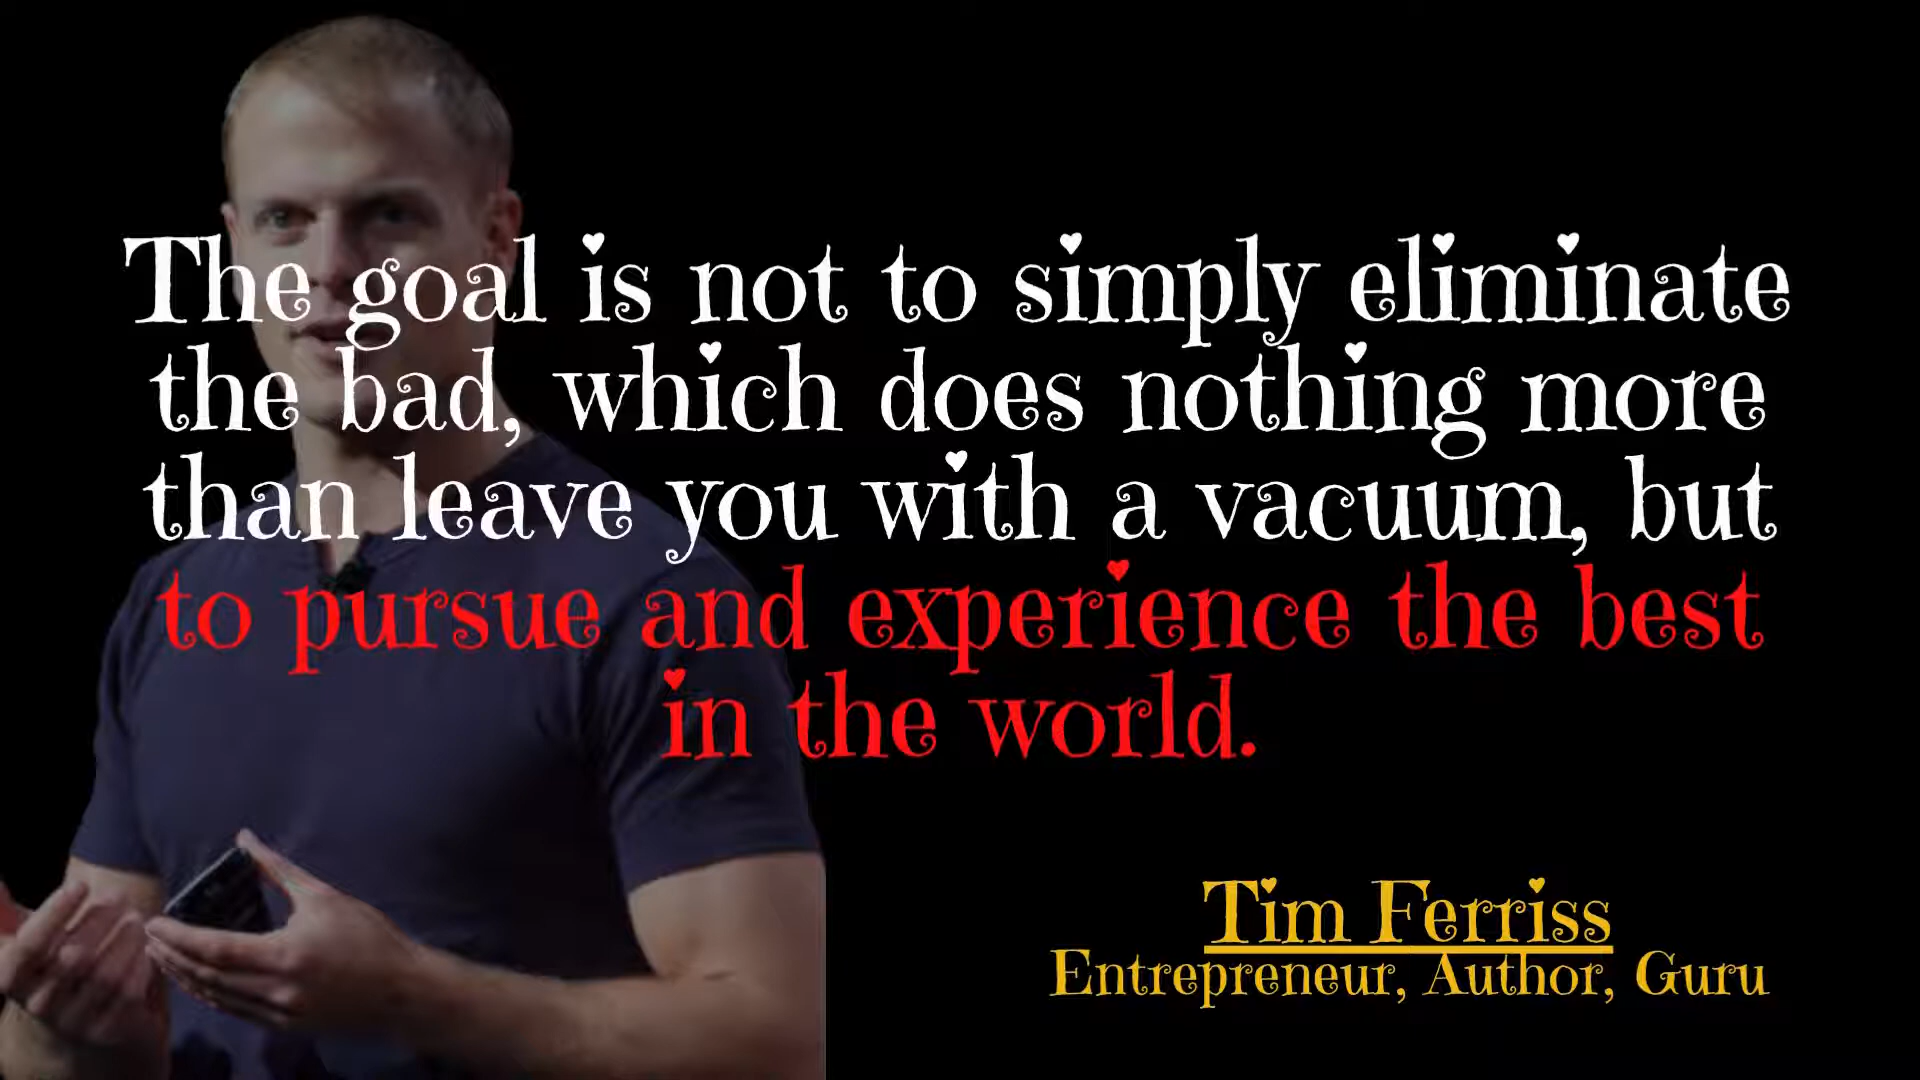 The goal is not to simply eliminate
the bad, which does nothing more
than leave you with a vacuum, but
to pursue and experience the best
in the world.
Tim Ferriss
Entrepreneur, Author, Guru